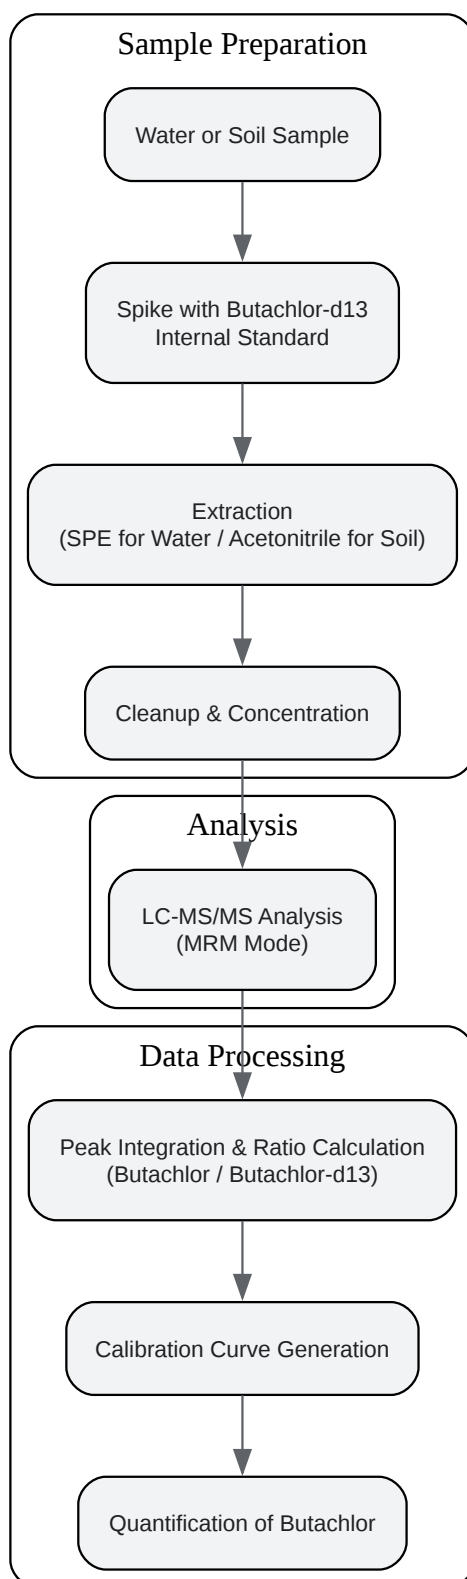 Sample Preparation
Water or Soil Sample
Spike with Butachlor-d13
Internal Standard
Extraction
(SPE for Water / Acetonitrile for Soil)
Cleanup & Concentration
Analysis
LC-MS/MS Analysis
(MRM Mode)
Data Processing
Peak Integration & Ratio Calculation
(Butachlor / Butachlor-d13)
Calibration Curve Generation
Quantification of Butachlor